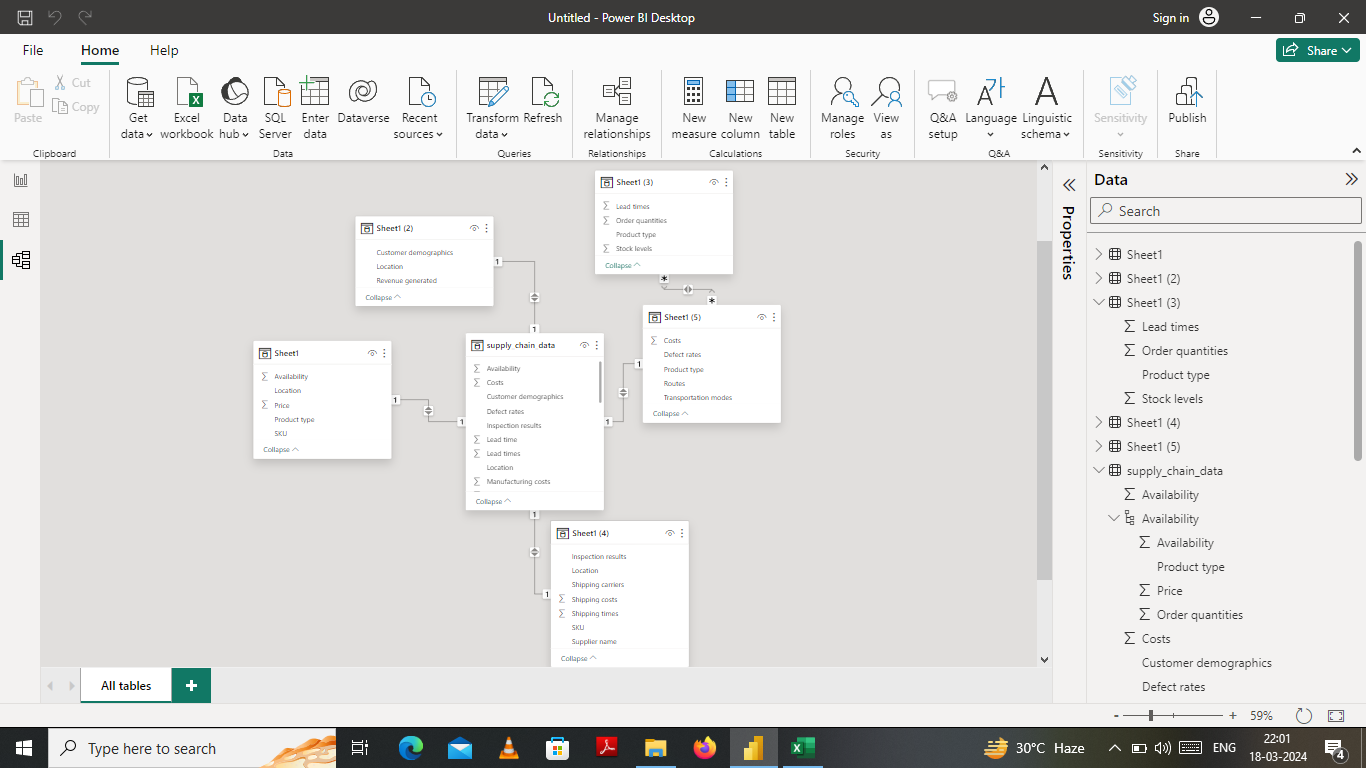 Untitled - Power BI Desktop
Sign in
File Home Help
Share
Paste
Cut
Copy
Clipboard
Get data
Excel workbook
Data hub
SQL Server
Enter data
Dataverse
Recent sources
Data
Transform data
Refresh
Queries
Manage relationships
Relationships
New measure
New column
New table
Calculations
Manage roles
View as
Security
Q&A setup
Language
Linguistic schema
Q&A
Sensitivity
Sensitivity
Publish
Share
Sheet1 (3)
Lead times
Order quantities
Product type
Stock levels
Collapse
Sheet1 (2)
Customer demographics
Location
Revenue generated
Collapse
1
1
*
*
Sheet1 (5)
Costs
Defect rates
Product type
Routes
Transportation modes
Collapse
Sheet1
Availability
Location
Price
Product type
SKU
Collapse
1
1
supply_chain_data
Availability
Costs
Customer demographics
Defect rates
Inspection results
Lead time
Lead times
Location
Manufacturing costs
Collapse
1
1
1
1
Sheet1 (4)
Inspection results
Location
Shipping carriers
Shipping costs
Shipping times
SKU
Supplier name
Collapse
All tables
Properties
Data
Search
Sheet1
Sheet1 (2)
Sheet1 (3)
Lead times
Order quantities
Product type
Stock levels
Sheet1 (4)
Sheet1 (5)
supply_chain_data
Availability
Availability
Availability
Product type
Price
Order quantities
Costs
Customer demographics
Defect rates
- + 59%
Type here to search
30°C Haze
ENG
22:01
18-03-2024
4